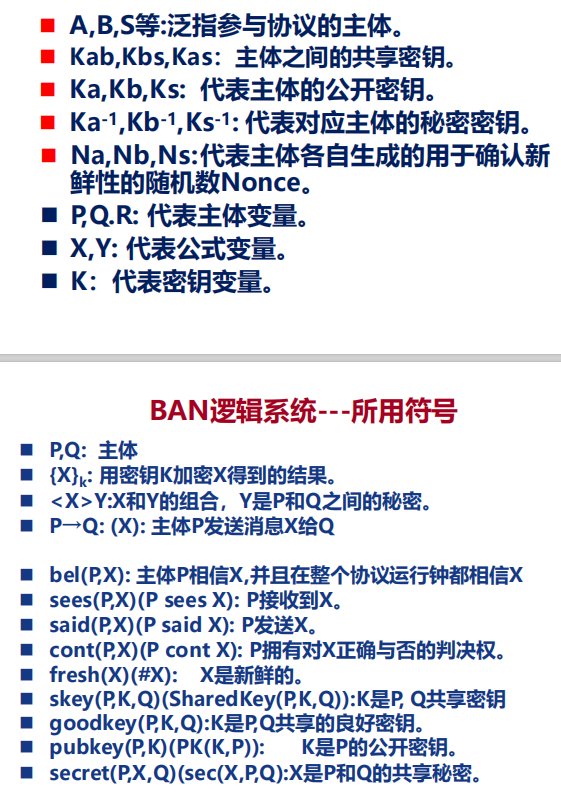 A,B,S等:泛指参与协议的主体。
Kab,Kbs,Kas：主体之间的共享密钥。
Ka,Kb,Ks: 代表主体的公开密钥。
Ka-1,Kb-1,Ks-1: 代表对应主体的秘密密钥。
Na,Nb,Ns:代表主体各自生成的用于确认新
鲜性的随机数Nonce。
P,Q.R: 代表主体变量。
X,Y: 代表公式变量。
K：代表密钥变量。
BAN逻辑系统---所用符号
P,Q: 主体
{X}k: 用密钥K加密X得到的结果。
<X>Y:X和Y的组合，Y是P和Q之间的秘密。
P→Q: (X): 主体P发送消息X给Q
bel(P,X): 主体P相信X,并且在整个协议运行钟都相信X
sees(P,X)(P sees X): P接收到X。
said(P,X)(P said X): P发送X。
cont(P,X)(P cont X): P拥有对X正确与否的判决权。
fresh(X)(#X): X是新鲜的。
skey(P,K,Q)(SharedKey(P,K,Q)):K是P, Q共享密钥
goodkey(P,K,Q):K是P,Q共享的良好密钥。
pubkey(P,K)(PK(K,P)): K是P的公开密钥。
secret(P,X,Q)(sec(X,P,Q):X是P和Q的共享秘密。